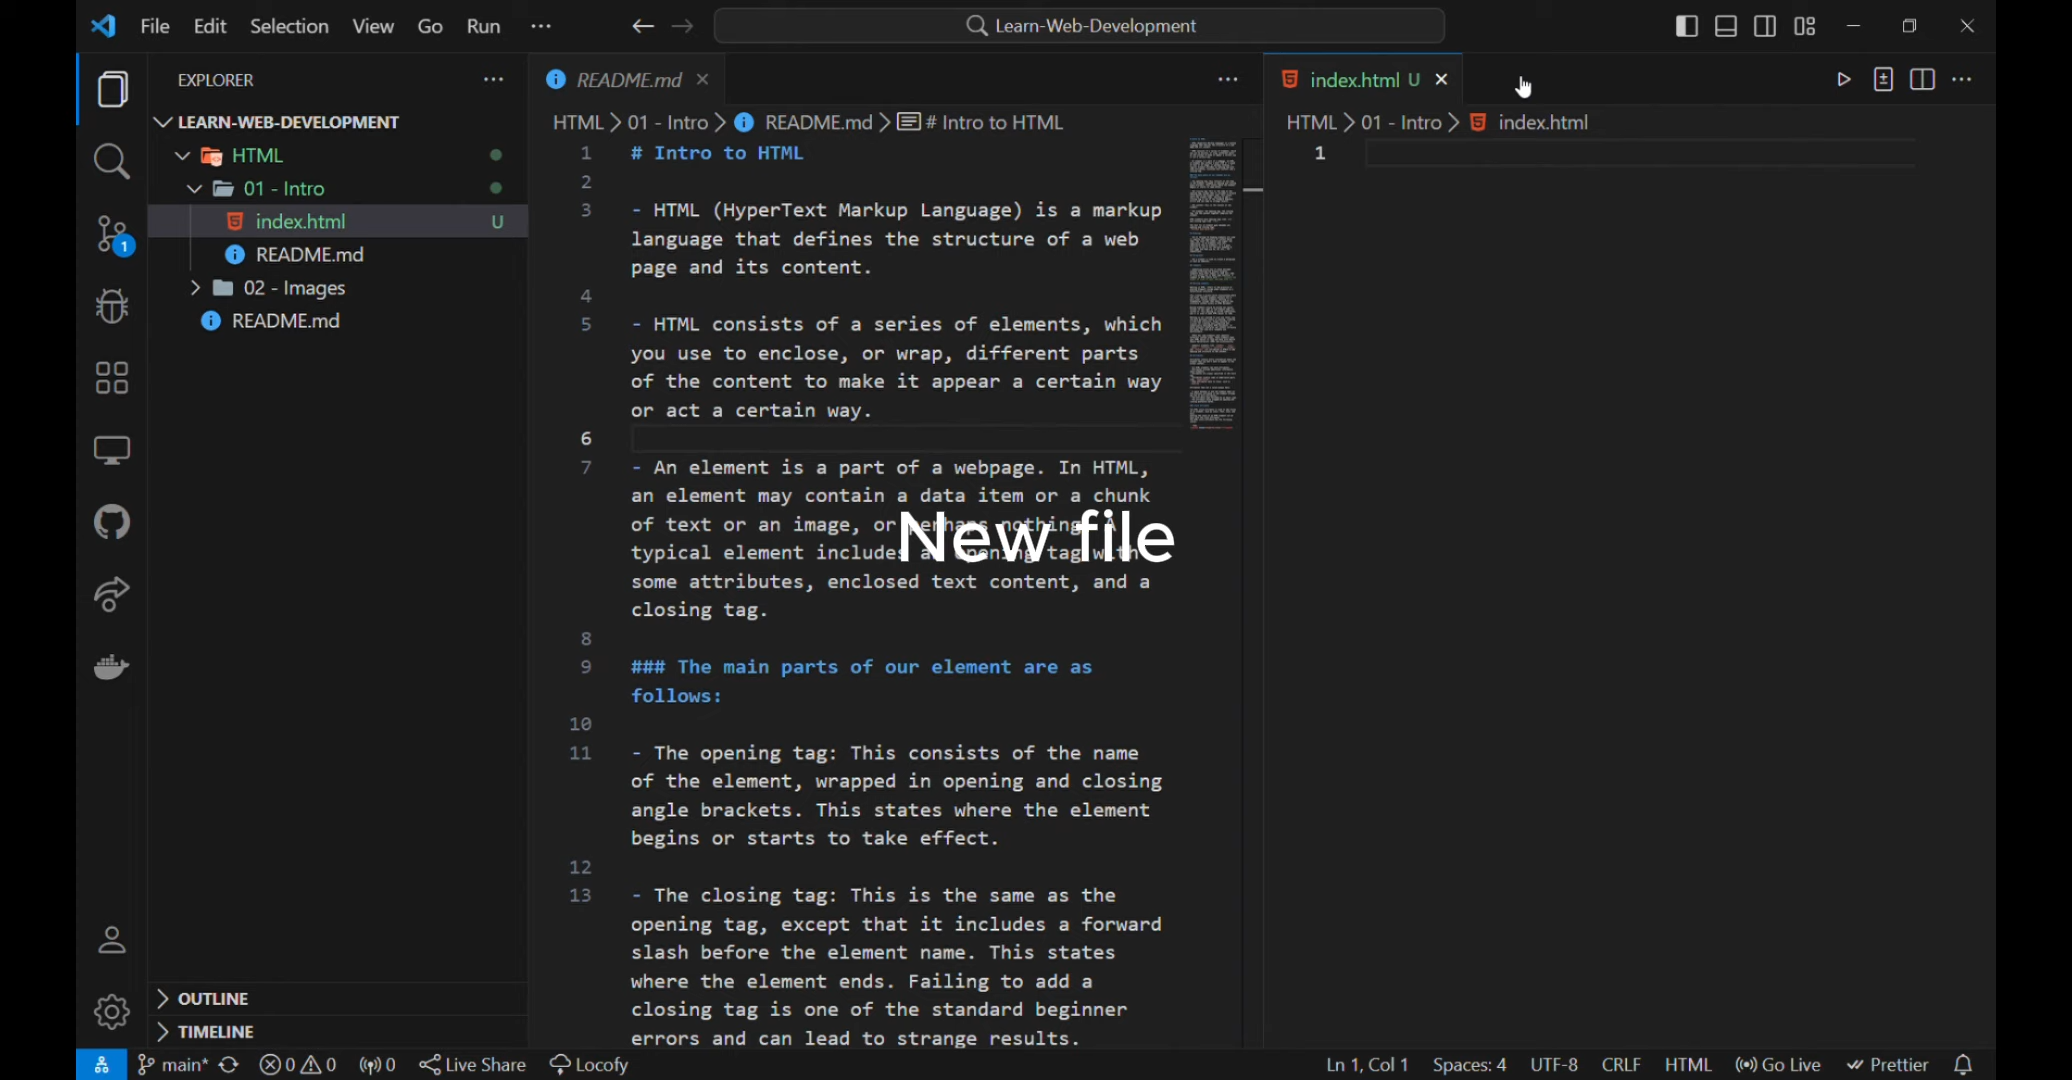 File Edit Selection View Go Run ···
Learn-Web-Development
EXPLORER
LEARN-WEB-DEVELOPMENT
HTML
01 - Intro
index.html U
README.md
02 - Images
README.md
1
OUTLINE
TIMELINE
README.md
HTML > 01 - Intro > README.md > # Intro to HTML
1 # Intro to HTML
2
3 - HTML (HyperText Markup Language) is a markup
language that defines the structure of a web
page and its content.
4
5 - HTML consists of a series of elements, which
you use to enclose, or wrap, different parts
of the content to make it appear a certain way
or act a certain way.
6
7 - An element is a part of a webpage. In HTML,
an element may contain a data item or a chunk
of text or an image, or perhaps nothing. A
typical element includes an opening tag with
some attributes, enclosed text content, and a
closing tag.
8
9 ### The main parts of our element are as
follows:
10
11 - The opening tag: This consists of the name
of the element, wrapped in opening and closing
angle brackets. This states where the element
begins or starts to take effect.
12
13 - The closing tag: This is the same as the
opening tag, except that it includes a forward
slash before the element name. This states
where the element ends. Failing to add a
closing tag is one of the standard beginner
errors and can lead to strange results.
New file
index.html U
HTML > 01 - Intro > index.html
1
main* 0 0 0 Live Share Locofy
Ln 1, Col 1 Spaces: 4 UTF-8 CRLF HTML Go Live Prettier